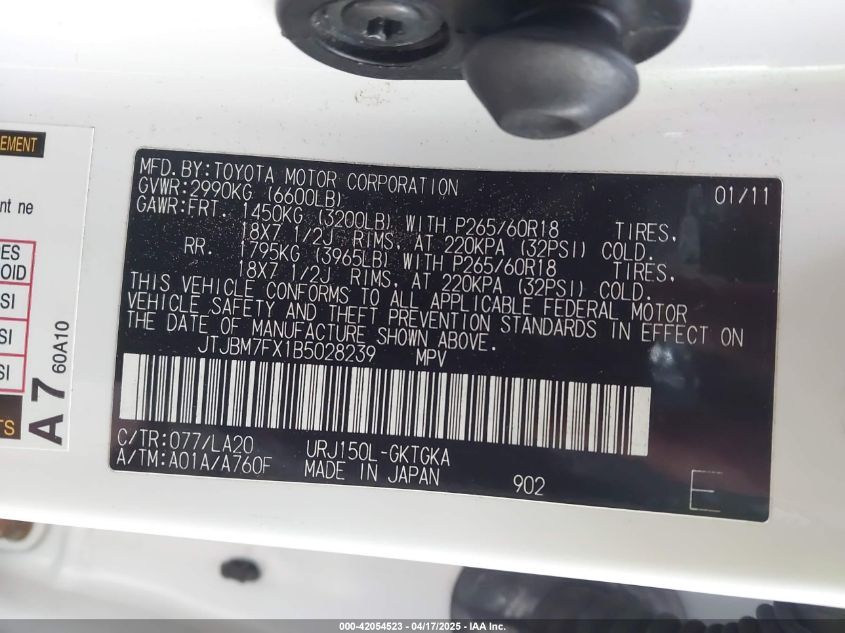 EMENT
nt ne
ES
OID
SI
SI
SI
TS
A7 60A10
MFD. BY: TOYOTA MOTOR CORPORATION 01/11
GVWR: 2990KG (6600LB)
GAWR: FRT. 1450KG (3200LB) WITH P265/60R18 TIRES,
18X7 1/2J RIMS, AT 220KPA (32PSI) COLD.
RR. 1795KG (3965LB) WITH P265/60R18 TIRES,
18X7 1/2J RIMS, AT 220KPA (32PSI) COLD.
THIS VEHICLE CONFORMS TO ALL APPLICABLE FEDERAL MOTOR
VEHICLE SAFETY AND THEFT PREVENTION STANDARDS IN EFFECT ON
THE DATE OF MANUFACTURE SHOWN ABOVE.
JTJBM7FX1B5028239 MPV
C/TR: 077/LA20 URJ150L-GKTGKA
A/TM: A01A/A760F MADE IN JAPAN 902 E
000-42054523 - 04/17/2025 - IAA Inc.